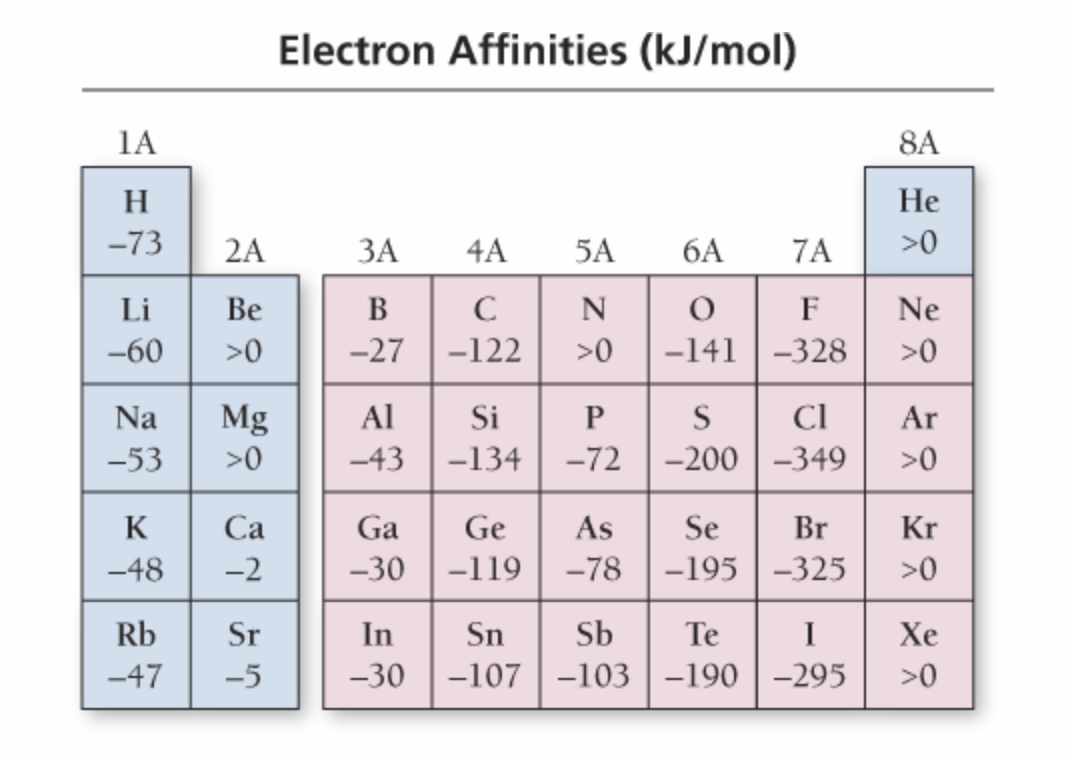 Electron Affinities (kJ/mol)
1A 8A
H He
–73 >0
2A 3A 4A 5A 6A 7A
Li Be B C N O F Ne
–60 >0 –27 –122 >0 –141 –328 >0
Na Mg Al Si P S Cl Ar
–53 >0 –43 –134 –72 –200 –349 >0
K Ca Ga Ge As Se Br Kr
–48 –2 –30 –119 –78 –195 –325 >0
Rb Sr In Sn Sb Te I Xe
–47 –5 –30 –107 –103 –190 –295 >0